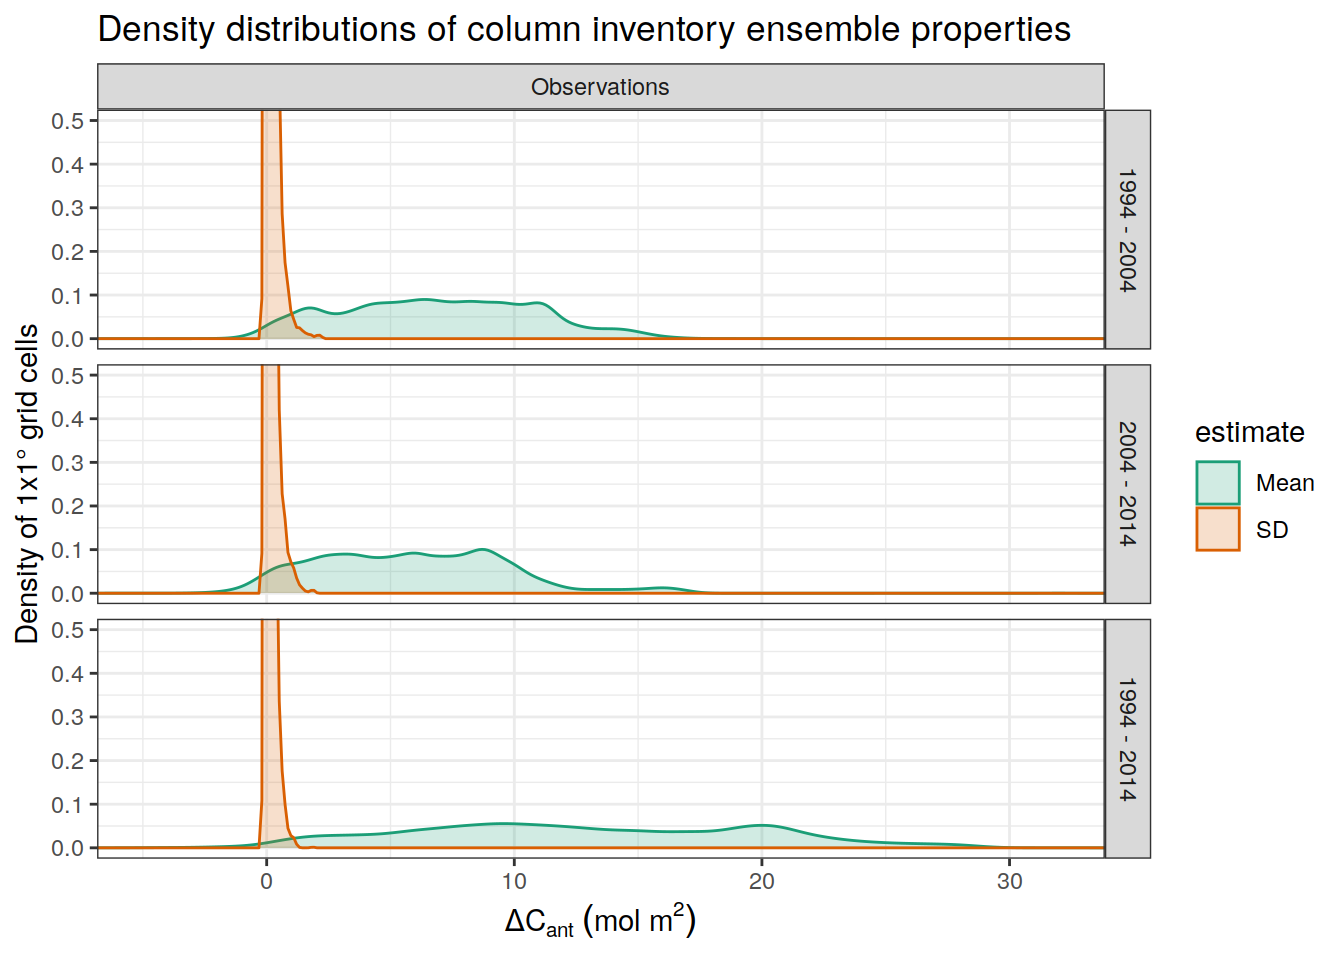 Density distributions of column inventory ensemble properties
Observations
Density of 1x1° grid cells
0.5
0.4
0.3
0.2
0.1
0.0
1994 - 2004
0.5
0.4
0.3
0.2
0.1
0.0
2004 - 2014
0.5
0.4
0.3
0.2
0.1
0.0
1994 - 2014
0 10 20 30
ΔCant (mol m2)
estimate
Mean
SD